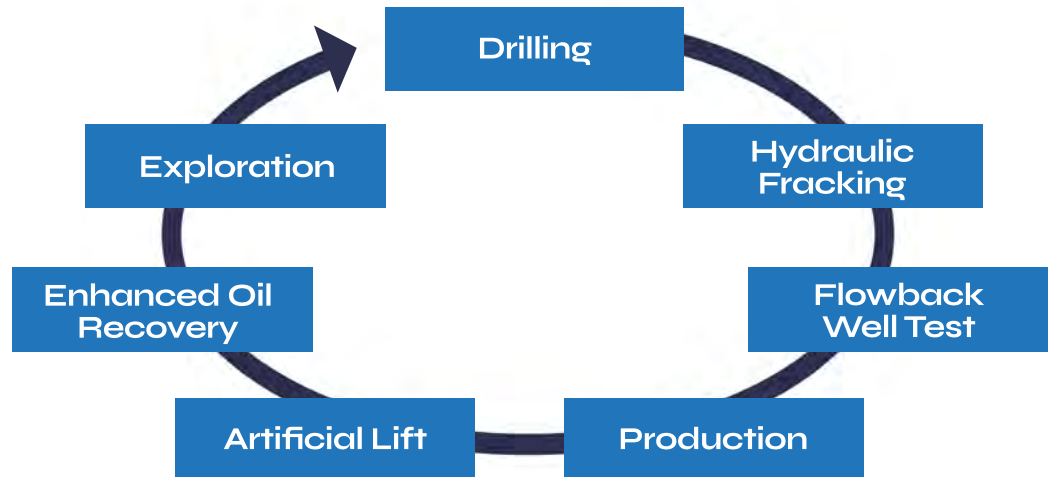 Drilling
Exploration
Hydraulic
Fracking
Enhanced Oil
Recovery
Flowback
Well Test
Artificial Lift
Production